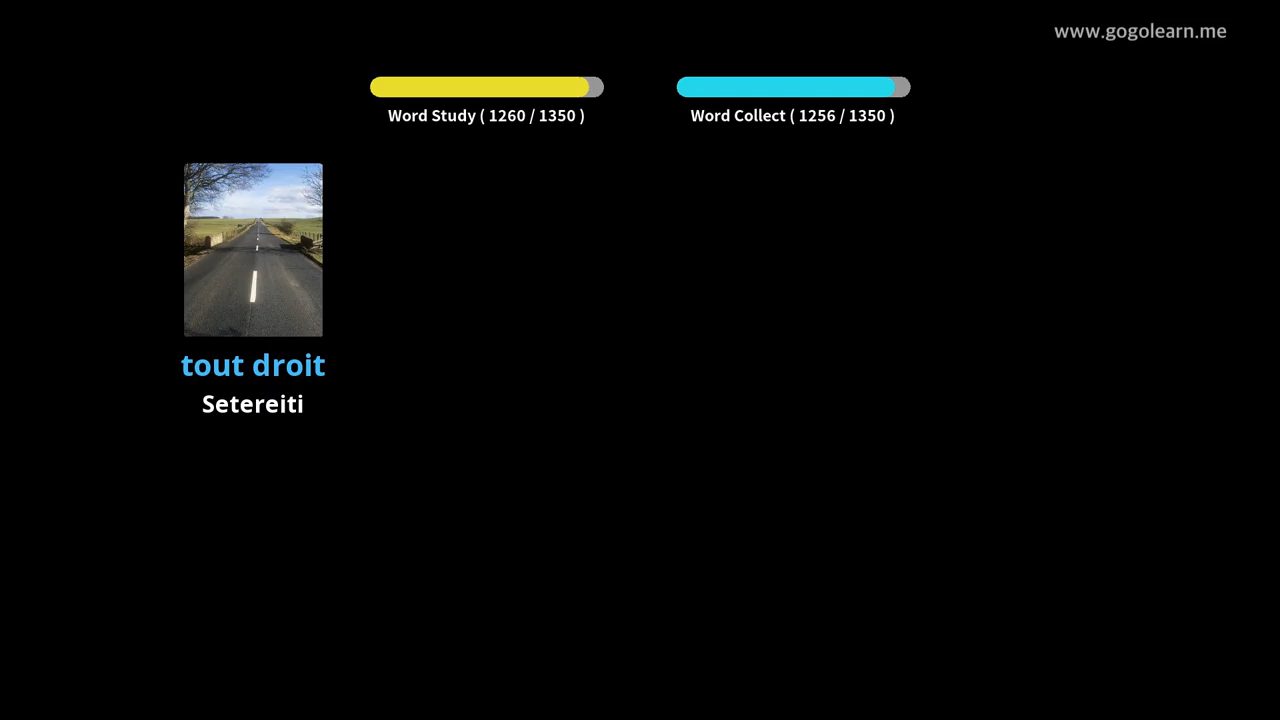 www.gogolearn.me
Word Study ( 1260 / 1350 )
Word Collect ( 1256 / 1350 )
tout droit
Setereiti